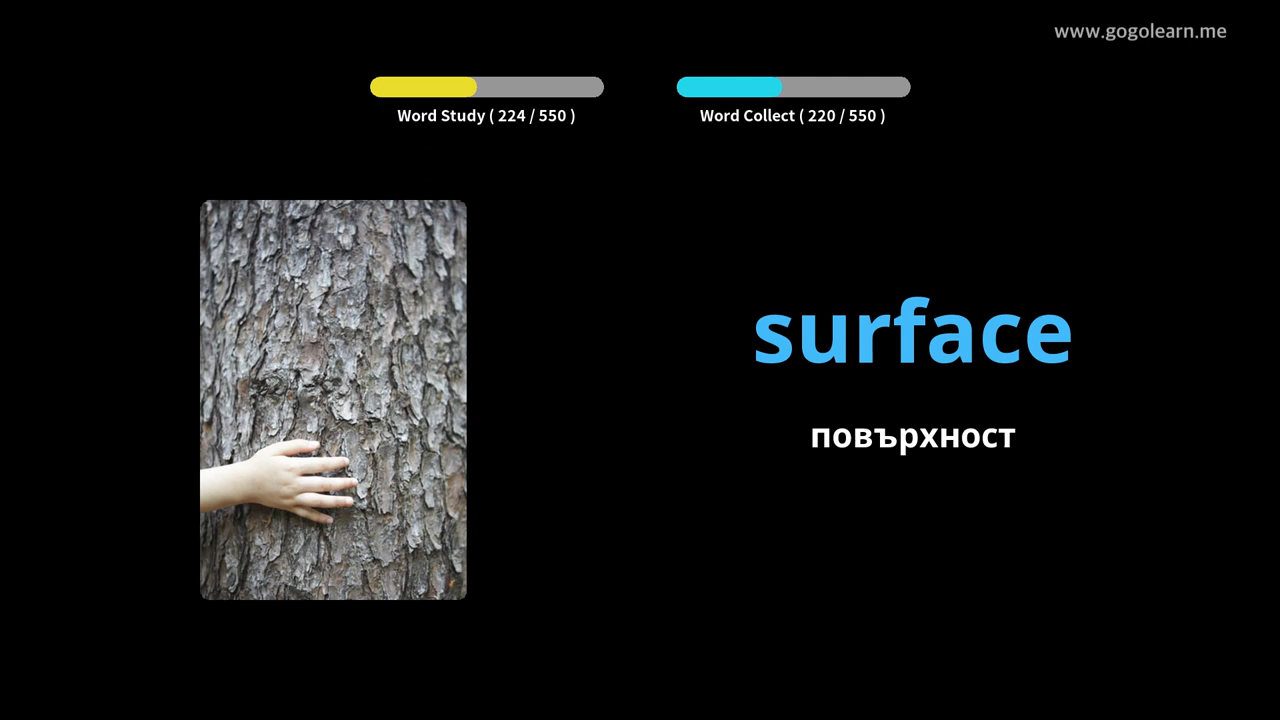 www.gogolearn.me
Word Study ( 224 / 550 )
Word Collect ( 220 / 550 )
surface
повърхност